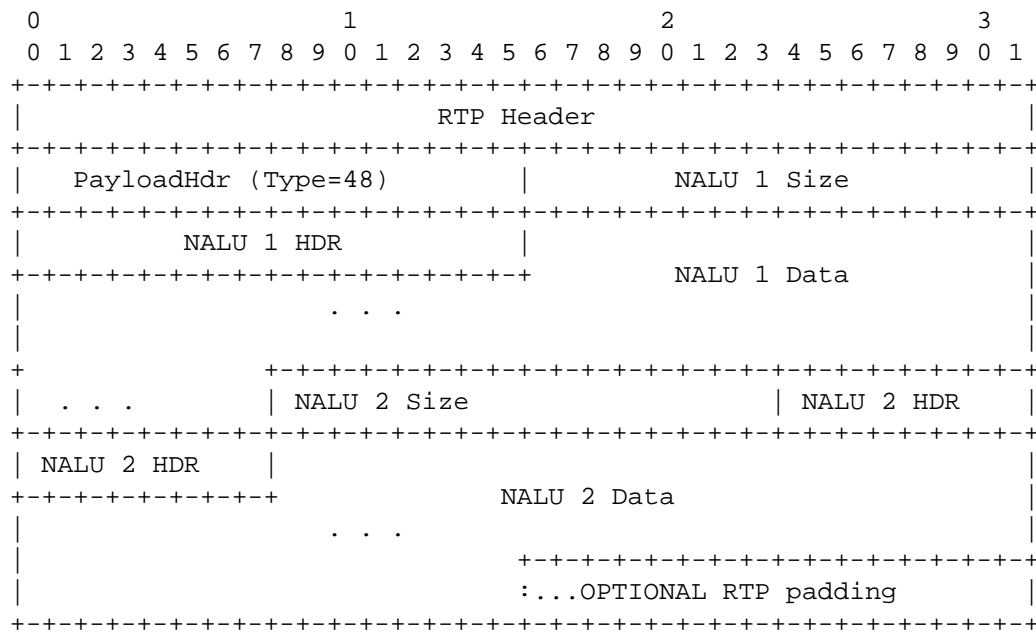 0                   1                   2                   3
0 1 2 3 4 5 6 7 8 9 0 1 2 3 4 5 6 7 8 9 0 1 2 3 4 5 6 7 8 9 0 1
+-+-+-+-+-+-+-+-+-+-+-+-+-+-+-+-+-+-+-+-+-+-+-+-+-+-+-+-+-+-+-+-+
|                          RTP Header                           |
+-+-+-+-+-+-+-+-+-+-+-+-+-+-+-+-+-+-+-+-+-+-+-+-+-+-+-+-+-+-+-+-+
|   PayloadHdr (Type=48)        |         NALU 1 Size           |
+-+-+-+-+-+-+-+-+-+-+-+-+-+-+-+-+-+-+-+-+-+-+-+-+-+-+-+-+-+-+-+-+
|          NALU 1 HDR           |                               |
+-+-+-+-+-+-+-+-+-+-+-+-+-+-+-+-+         NALU 1 Data           |
|                   . . .                                       |
|                                                               |
+               +-+-+-+-+-+-+-+-+-+-+-+-+-+-+-+-+-+-+-+-+-+-+-+-+
|  . . .        | NALU 2 Size                   | NALU 2 HDR    |
+-+-+-+-+-+-+-+-+-+-+-+-+-+-+-+-+-+-+-+-+-+-+-+-+-+-+-+-+-+-+-+-+
| NALU 2 HDR    |                                               |
+-+-+-+-+-+-+-+-+              NALU 2 Data                      |
|                   . . .                                       |
|                               +-+-+-+-+-+-+-+-+-+-+-+-+-+-+-+-+
|                               :...OPTIONAL RTP padding        |
+-+-+-+-+-+-+-+-+-+-+-+-+-+-+-+-+-+-+-+-+-+-+-+-+-+-+-+-+-+-+-+-+